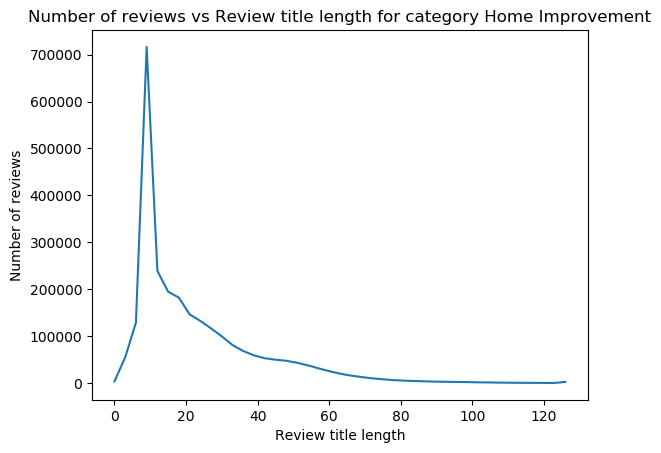 Number of reviews vs Review title length for category Home Improvement
700000
600000
500000
400000
300000
200000
100000
0
Number of reviews
0 20 40 60 80 100 120
Review title length